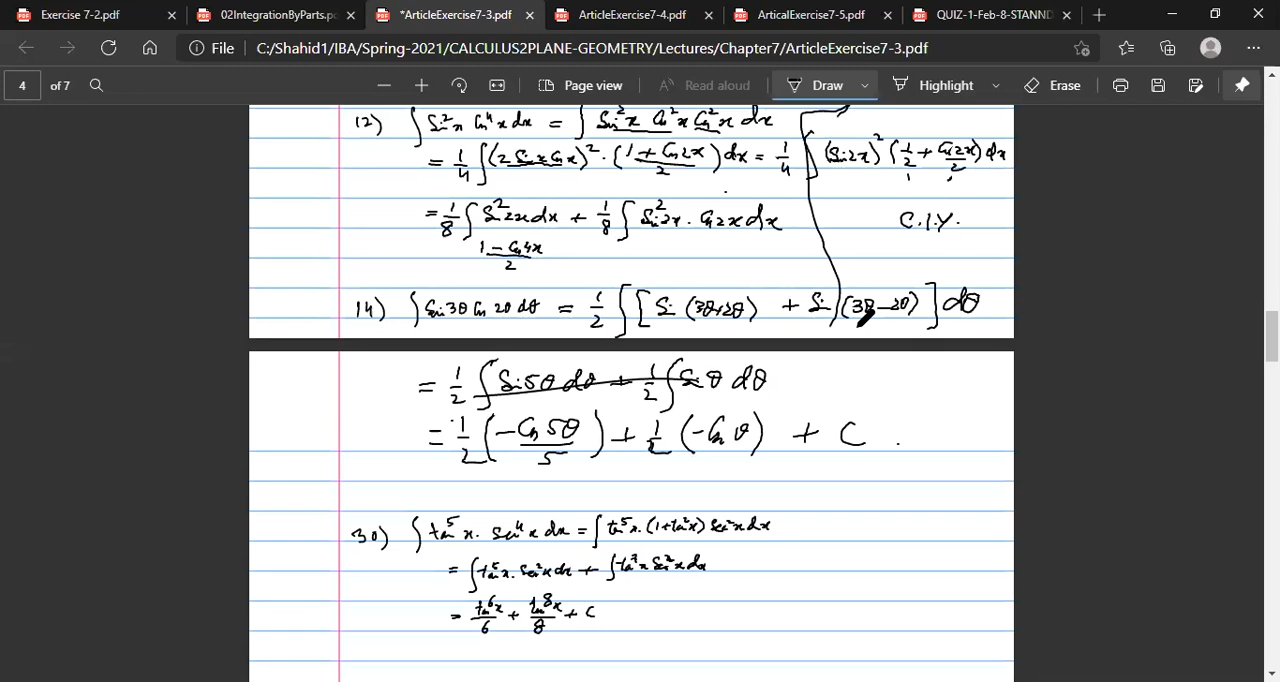 Exercise 7-2.pdf 02IntegrationByParts.pc *ArticleExercise7-3.pdf ArticleExercise7-4.pdf ArticalExercise7-5.pdf QUIZ-1-Feb-8-STANND
File C:/Shahid1/IBA/Spring-2021/CALCULUS2PLANE-GEOMETRY/Lectures/Chapter7/ArticleExercise7-3.pdf
4 of 7 Page view Read aloud Draw Highlight Erase
12) ∫ Sin²x Cos⁴x dx = ∫ Sin²x Cos²x Cos²x dx
= 1/4 ∫ (2 Sinx Cosx)² · (1 + Cos2x / 2) dx = 1/4 ∫ (Sin2x)² (1/2 + Cos2x/2) dx
= 1/8 ∫ Sin²2x dx + 1/8 ∫ Sin²2x · Cos2x dx C.I.Y.
1 - Cos4x / 2
14) ∫ Sin3θ Cos2θ dθ = 1/2 ∫ [ Sin (3θ+2θ) + Sin (3θ-2θ) ] dθ
= 1/2 ∫ Sin5θ dθ + 1/2 ∫ Sinθ dθ
= 1/2 (-Cos5θ / 5) + 1/2 (-Cosθ) + C .
30) ∫ tan⁵x · Sec⁴x dx = ∫ tan⁵x · (1+tan²x) Sec²x dx
= ∫ tan⁵x · Sec²x dx + ∫ tan⁷x Sec²x dx
= tan⁶x / 6 + tan⁸x / 8 + C